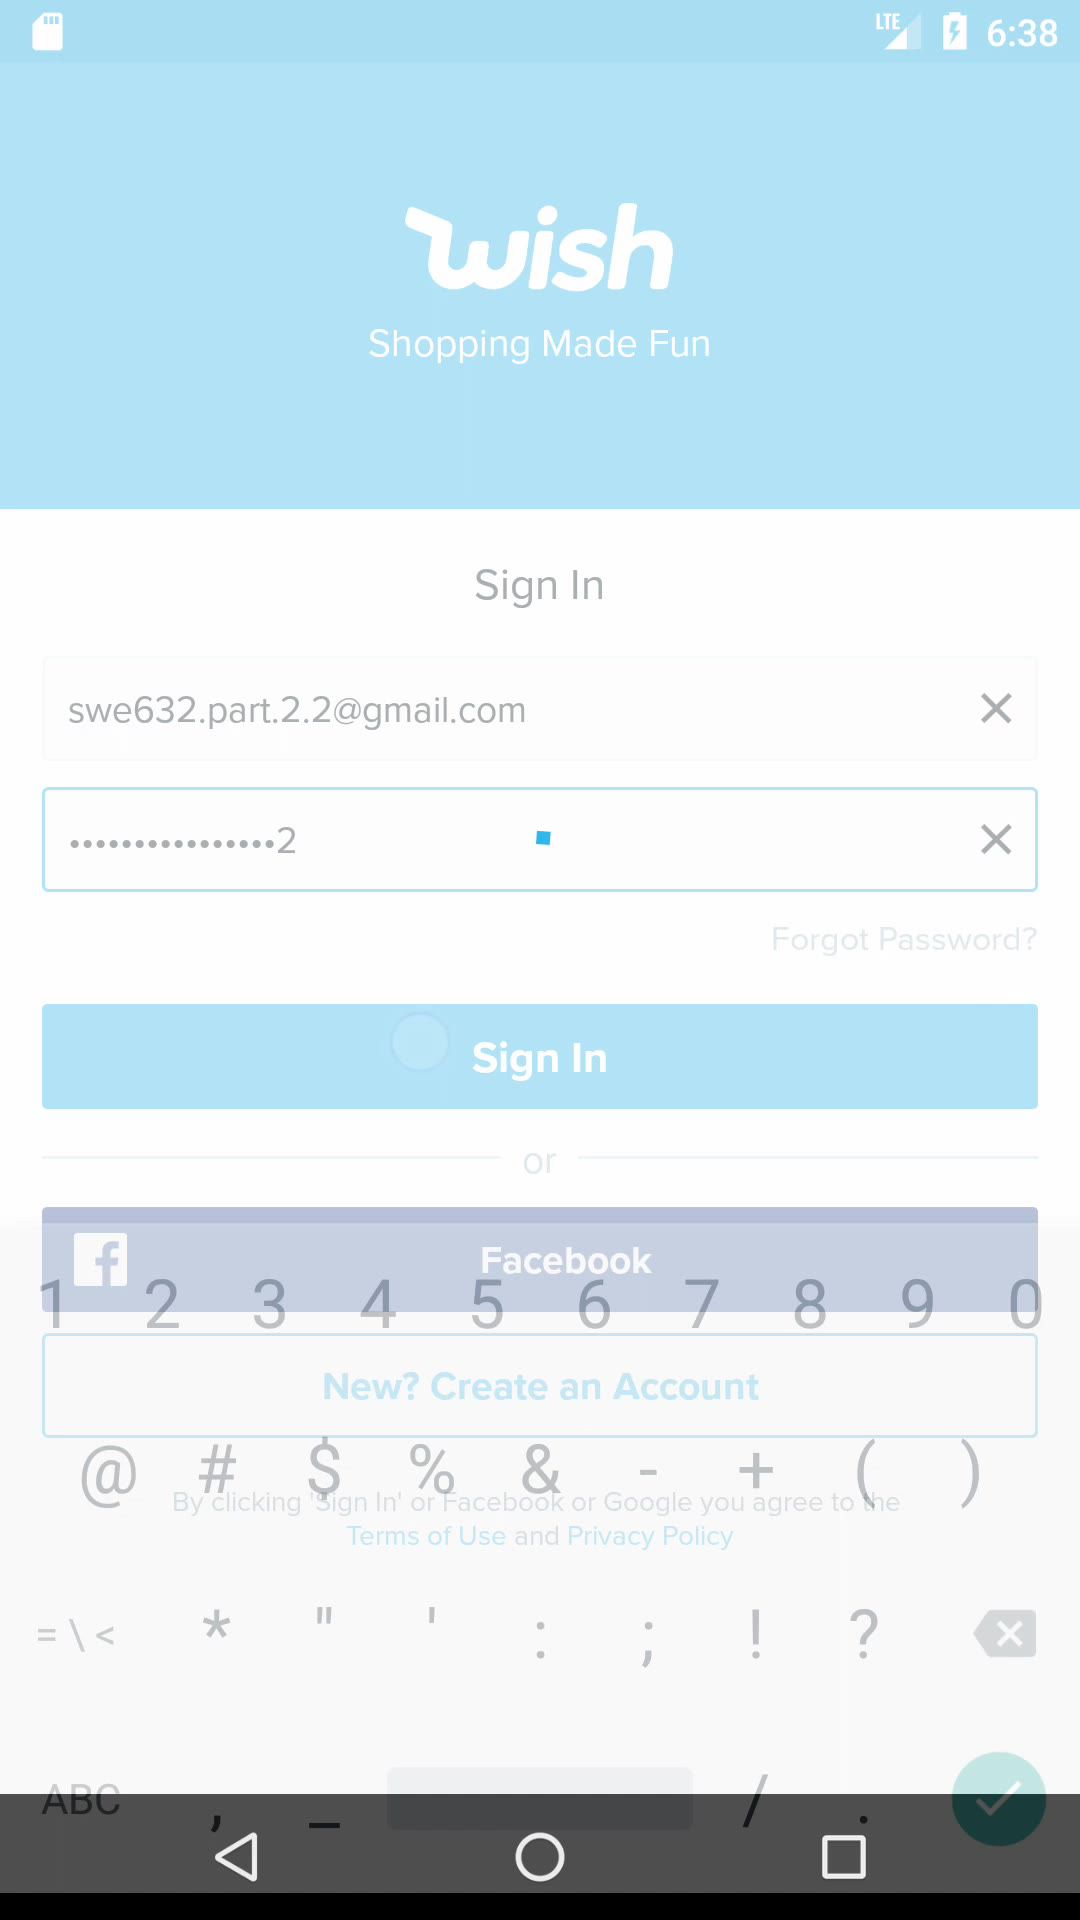 LTE 6:38
wish
Shopping Made Fun
Sign In
swe632.part.2.2@gmail.com
••••••••••••••••2
Forgot Password?
Sign In
or
Facebook
1 2 3 4 5 6 7 8 9 0
New? Create an Account
@ # $ % & - + ( )
By clicking 'Sign In' or Facebook or Google you agree to the
Terms of Use and Privacy Policy
= \ < * " ' : ; ! ?
ABC , _ / .